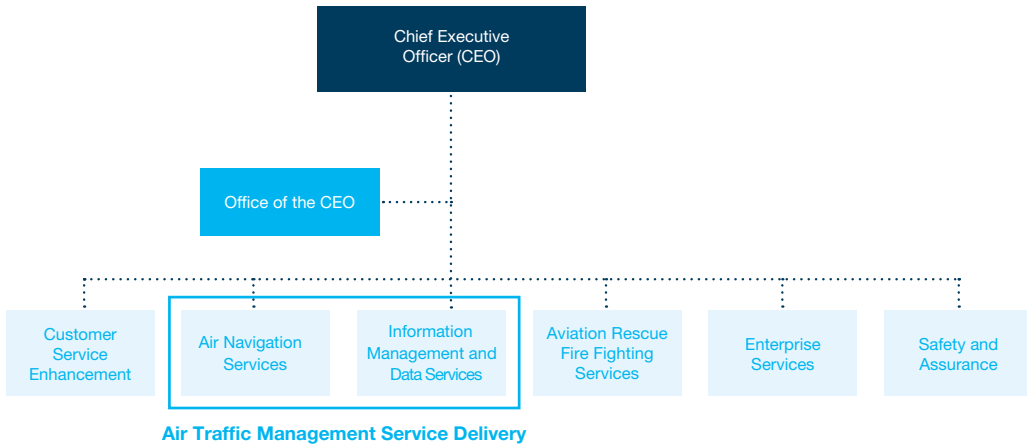 Chief Executive
Officer (CEO)
Office of the CEO
Customer
Service
Enhancement
Air Navigation
Services
Information
Management and
Data Services
Aviation Rescue
Fire Fighting
Services
Enterprise
Services
Safety and
Assurance
Air Traffic Management Service Delivery